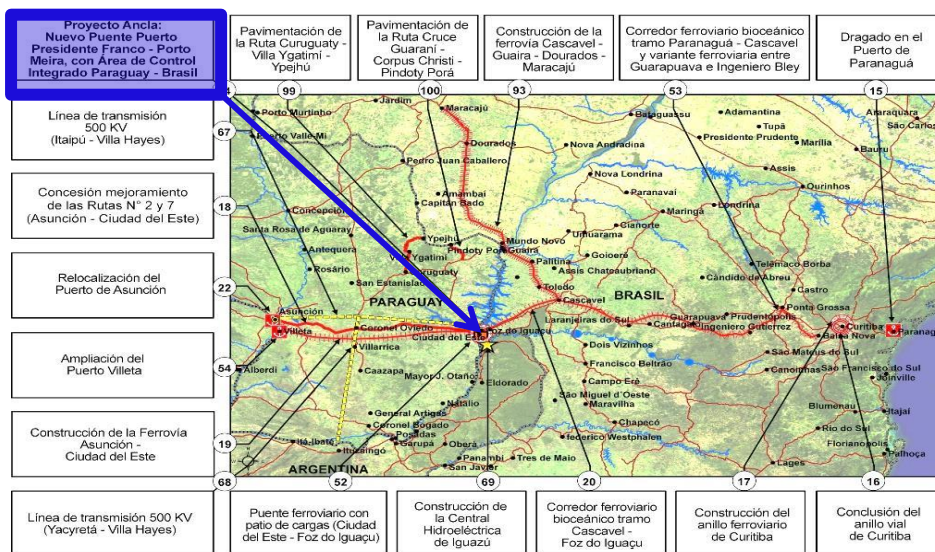 Proyecto Ancla:
Nuevo Puente Puerto
Presidente Franco - Porto
Meira, con Área de Control
Integrado Paraguay - Brasil
Pavimentación de
la Ruta Curuguaty -
Villa Ygatimí -
Ypejhú
Pavimentación de
la Ruta Cruce
Guaraní -
Corpus Christi -
Pindoty Porá
Construcción de la
ferrovía Cascavel -
Guaira - Dourados -
Maracajú
Corredor ferroviario bioceánico
tramo Paranaguá - Cascavel
y variante ferroviaria entre
Guarapuava e Ingeniero Bley
Dragado en el
Puerto de
Paranaguá
99
100
93
53
15
Línea de transmisión
500 KV
(Itaipú - Villa Hayes)
67
Concesión mejoramiento
de las Rutas N° 2 y 7
(Asunción - Ciudad del Este)
18
Relocalización del
Puerto de Asunción
22
Ampliación del
Puerto Villeta
54
Construcción de la Ferrovía
Asunción -
Ciudad del Este
19
Jardim
Porto Murtinho
Maracajú
Puerto Valle-Mi
Dourados
Pedro Juan Caballero
Bataguassu
Adamantina
Araraquara
São Carlos
Tupã
Presidente Prudente
Marília
Bauru
Nova Andradina
Assis
Nova Londrina
Ourinhos
Amambai
Capitán Bado
Paranavaí
Londrina
Concepción
Maringá
Cianorte
Santa Rosa de Aguaray
Ypejhú
Umuarama
Mundo Novo
Guaira
Antequera
Ygatimi
Goioerê
Palitina
Telêmaco Borba
Rosário
Curuguaty
Assis Chateaubriand
Cândido de Abreu
San Estanislao
Toledo
Castro
PARAGUAY
BRASIL
Cascavel
Ponta Grossa
Asunción
Villeta
Coronel Oviedo
Foz do Iguaçu
Ciudad del Este
Laranjeiras do Sul
Guarapuava
Prudentópolis
Cantaga
Ingeniero Gutierrez
Curitiba
Balsa Nova
Paranaguá
Villarrica
Dois Vizinhos
São Mateus do Sul
Alberdi
Caazapa
Mayor J. Otaño
Francisco Beltrão
Canoinhas
São Francisco do Sul
Joinville
Eldorado
Campo Erê
Natalio
São Miguel d'Oeste
Maravilha
General Artigas
Blumenau
Itajaí
Coronel Bogado
Chapecó
Rio do Sul
Posadas
Itá-Ibaté
Garupá
Oberá
federico Westphalen
Florianópolis
Ituzaingó
Panambi
Tres de Maio
Palhoça
San Javier
Lages
ARGENTINA
68
52
69
20
17
16
Línea de transmisión 500 KV
(Yacyretá - Villa Hayes)
Puente ferroviario con
patio de cargas (Ciudad
del Este - Foz do Iguaçu)
Construcción de
la Central
Hidroeléctrica
de Iguazú
Corredor ferroviario
bioceánico tramo
Cascavel -
Foz do Iguaçu
Construcción del
anillo ferroviario
de Curitiba
Conclusión del
anillo vial
de Curitiba